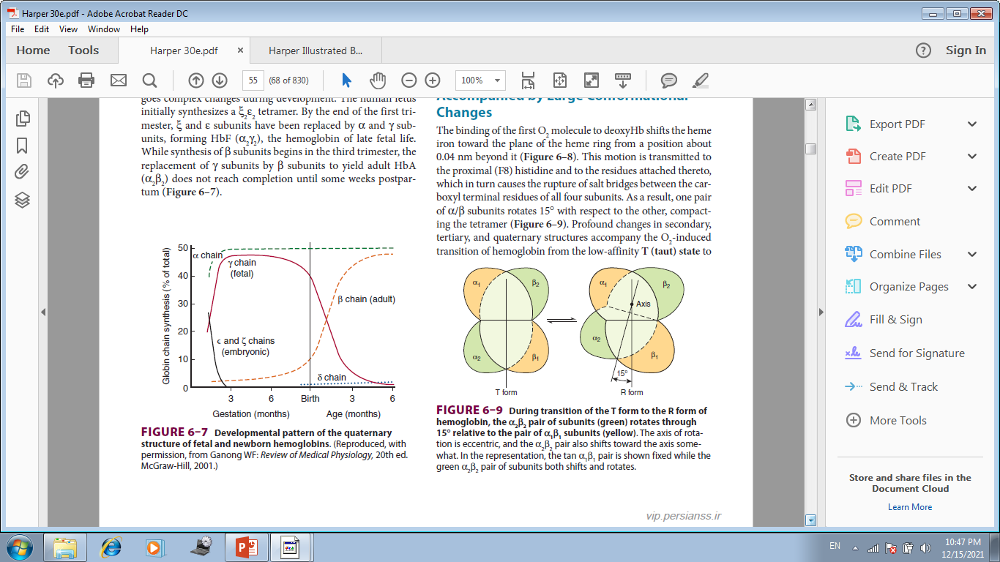 Harper 30e.pdf - Adobe Acrobat Reader DC
File Edit View Window Help
Home Tools Harper 30e.pdf × Harper Illustrated B... Sign In
55 (68 of 830) 100%
goes complex changes during development. The human fetus
initially synthesizes a ξ₂ε₂ tetramer. By the end of the first tri-
mester, ξ and ε subunits have been replaced by α and γ sub-
units, forming HbF (α₂γ₂), the hemoglobin of late fetal life.
While synthesis of β subunits begins in the third trimester, the
replacement of γ subunits by β subunits to yield adult HbA
(α₂β₂) does not reach completion until some weeks postpar-
tum (Figure 6–7).
Globin chain synthesis (% of total)
50
40
30
20
10
0
α chain
γ chain
(fetal)
β chain (adult)
ϵ and ζ chains
(embryonic)
δ chain
3 6 Birth 3 6
Gestation (months) Age (months)
FIGURE 6–7 Developmental pattern of the quaternary
structure of fetal and newborn hemoglobins. (Reproduced, with
permission, from Ganong WF: Review of Medical Physiology, 20th ed.
McGraw-Hill, 2001.)
Accompanied by Large Conformational
Changes
The binding of the first O₂ molecule to deoxyHb shifts the heme
iron toward the plane of the heme ring from a position about
0.04 nm beyond it (Figure 6–8). This motion is transmitted to
the proximal (F8) histidine and to the residues attached thereto,
which in turn causes the rupture of salt bridges between the car-
boxyl terminal residues of all four subunits. As a result, one pair
of α/β subunits rotates 15° with respect to the other, compact-
ing the tetramer (Figure 6–9). Profound changes in secondary,
tertiary, and quaternary structures accompany the O₂-induced
transition of hemoglobin from the low-affinity T (taut) state to
α₁ β₂ α₁ β₂
Axis
α₂ β₁ α₂ β₁
15°
T form R form
FIGURE 6–9 During transition of the T form to the R form of
hemoglobin, the α₂β₂ pair of subunits (green) rotates through
15° relative to the pair of α₁β₁ subunits (yellow). The axis of rota-
tion is eccentric, and the α₂β₂ pair also shifts toward the axis some-
what. In the representation, the tan α₁β₁ pair is shown fixed while the
green α₂β₂ pair of subunits both shifts and rotates.
vip.persianss.ir
Export PDF
Create PDF
Edit PDF
Comment
Combine Files
Organize Pages
Fill & Sign
Send for Signature
Send & Track
More Tools
Store and share files in the
Document Cloud
Learn More
EN
10:47 PM
12/15/2021